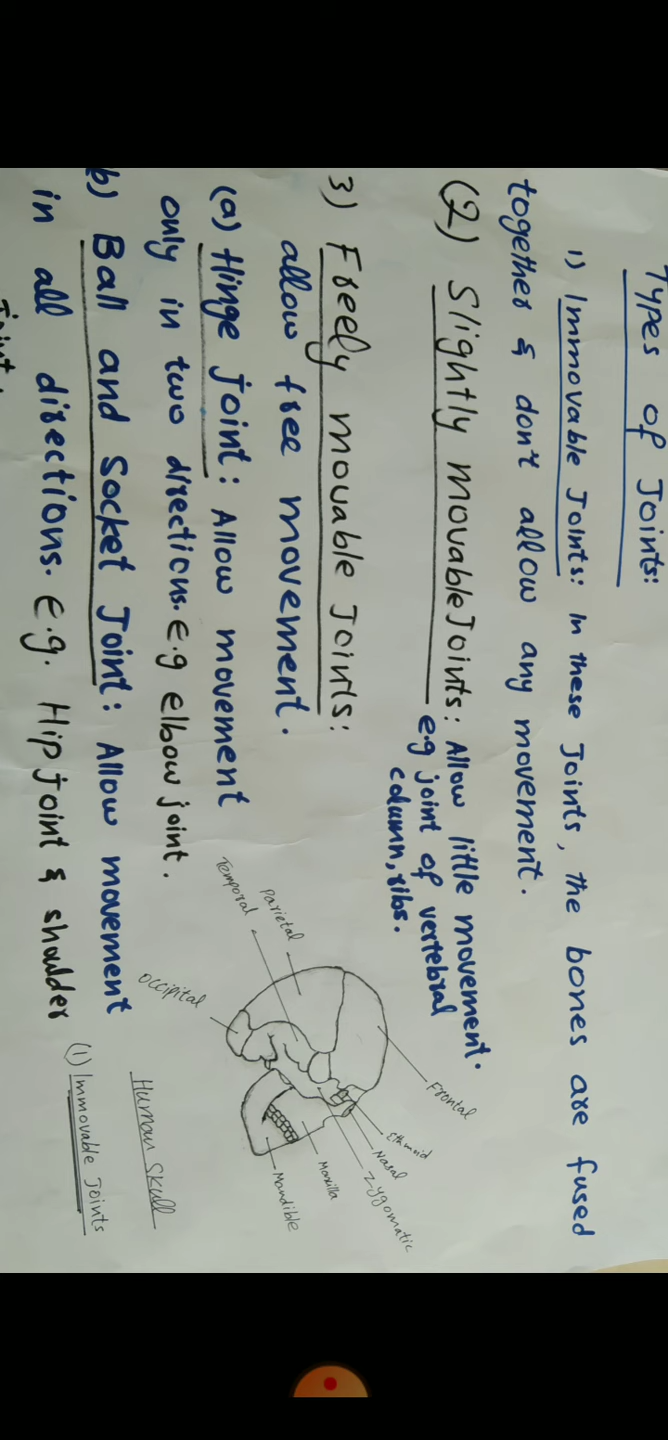 Types of Joints:
1) Immovable Joints: In these Joints, the bones are fused
together & don't allow any movement.
(2) Slightly movable Joints: Allow little movement.
e.g joint of vertebral
column, ribs.
3) Freely movable Joints:
allow free movement.
(a) Hinge joint: Allow movement
only in two directions. E.g elbow joint.
b) Ball and Socket Joint: Allow movement
in all directions. E.g. Hip joint & shoulder
Joint.
Frontal
Ethmoid
Nasal
Zygomatic
Maxilla
Mandible
Parietal
Temporal
Occipital
Human Skull
(1) Immovable Joints